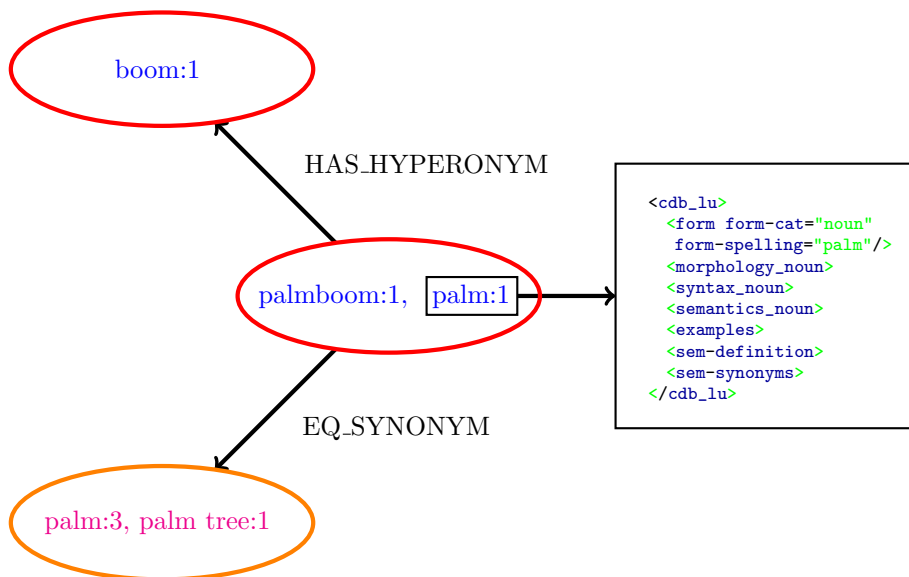 boom:1
HAS_HYPERONYM
palmboom:1, palm:1
<cdb_lu>
<form form-cat="noun"
form-spelling="palm"/>
<morphology_noun>
<syntax_noun>
<semantics_noun>
<examples>
<sem-definition>
<sem-synonyms>
</cdb_lu>
EQ_SYNONYM
palm:3, palm tree:1